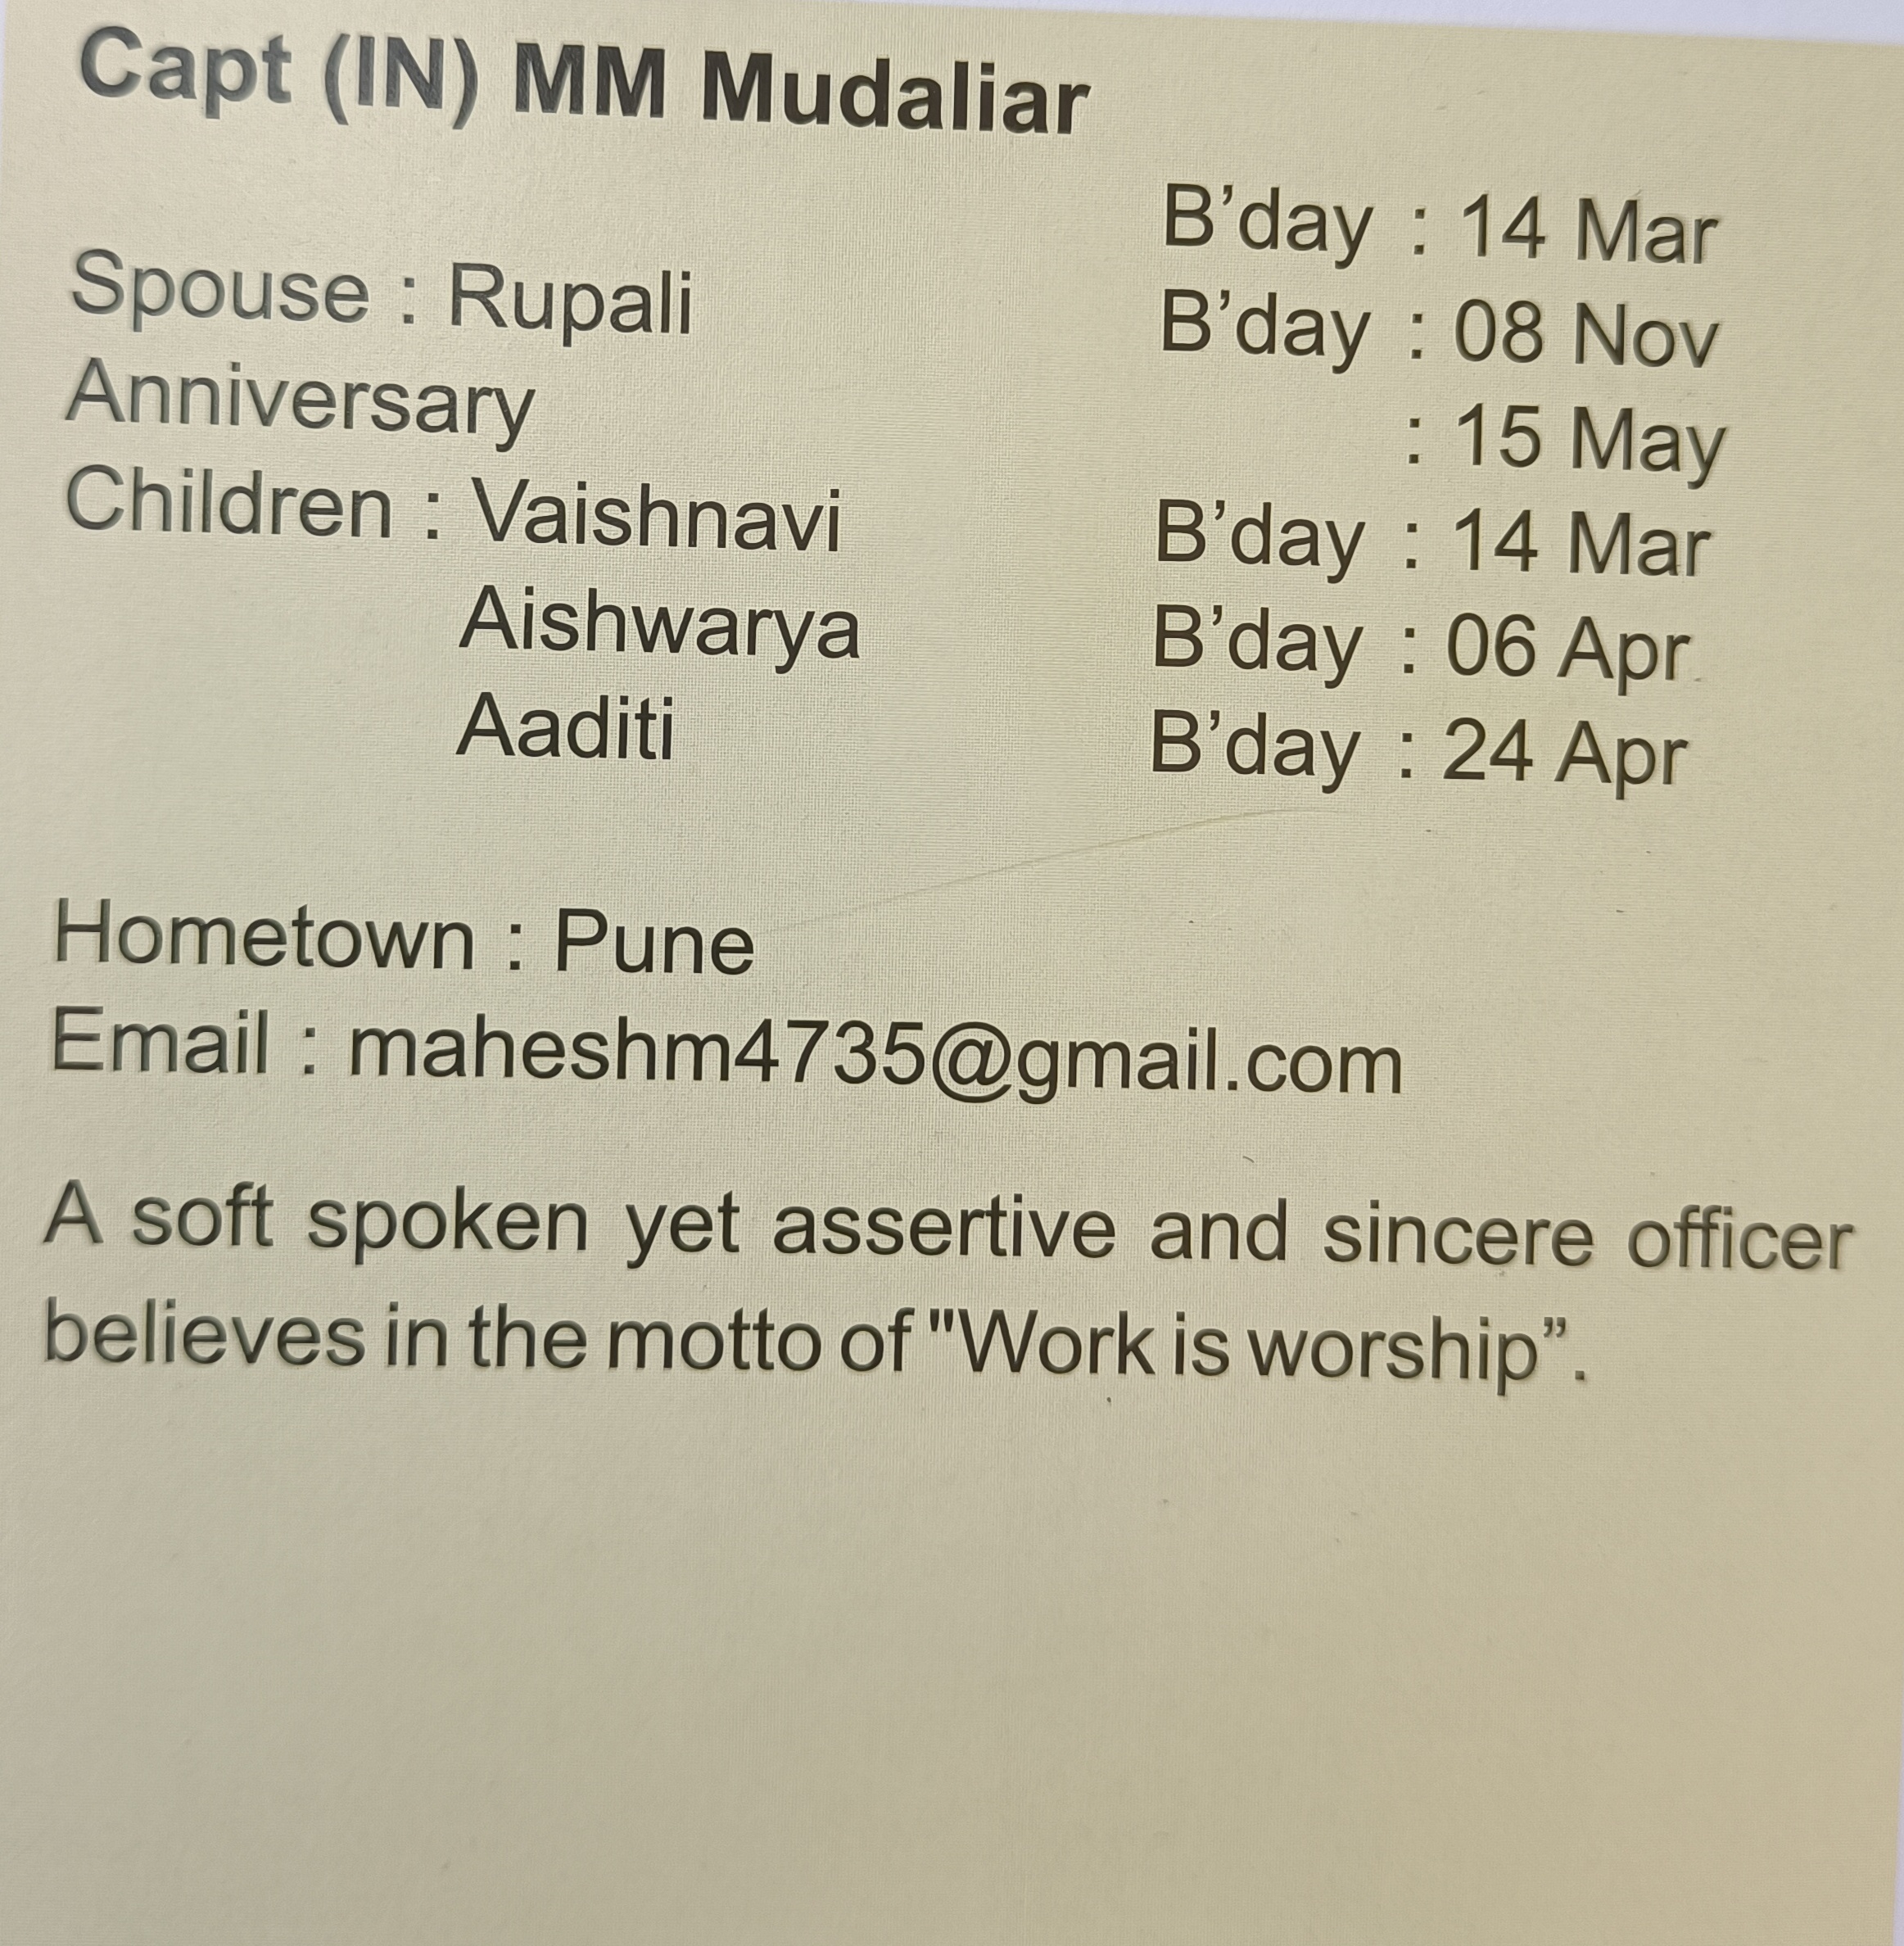 Capt (IN) MM Mudaliar
B’day : 14 Mar
Spouse : Rupali B’day : 08 Nov
Anniversary : 15 May
Children : Vaishnavi B’day : 14 Mar
Aishwarya B’day : 06 Apr
Aaditi B’day : 24 Apr
Hometown : Pune
Email : maheshm4735@gmail.com
A soft spoken yet assertive and sincere officer
believes in the motto of "Work is worship”.